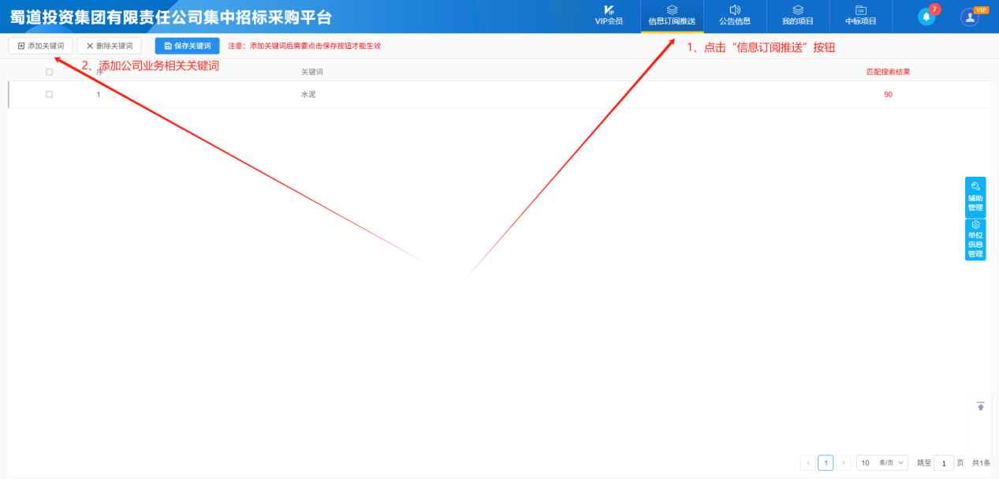 蜀道投资集团有限责任公司集中招标采购平台
VIP会员
信息订阅推送
公告信息
我的项目
中标项目
7
VIP
添加关键词
删除关键词
保存关键词
注意：添加关键词后需要点击保存按钮才能生效
1、点击“信息订阅推送”按钮
2、添加公司业务相关关键词
序
关键词
匹配搜索结果
1
水泥
90
辅助
管理
单位
信息
管理
1
10 条/页
跳至 1 页 共1条